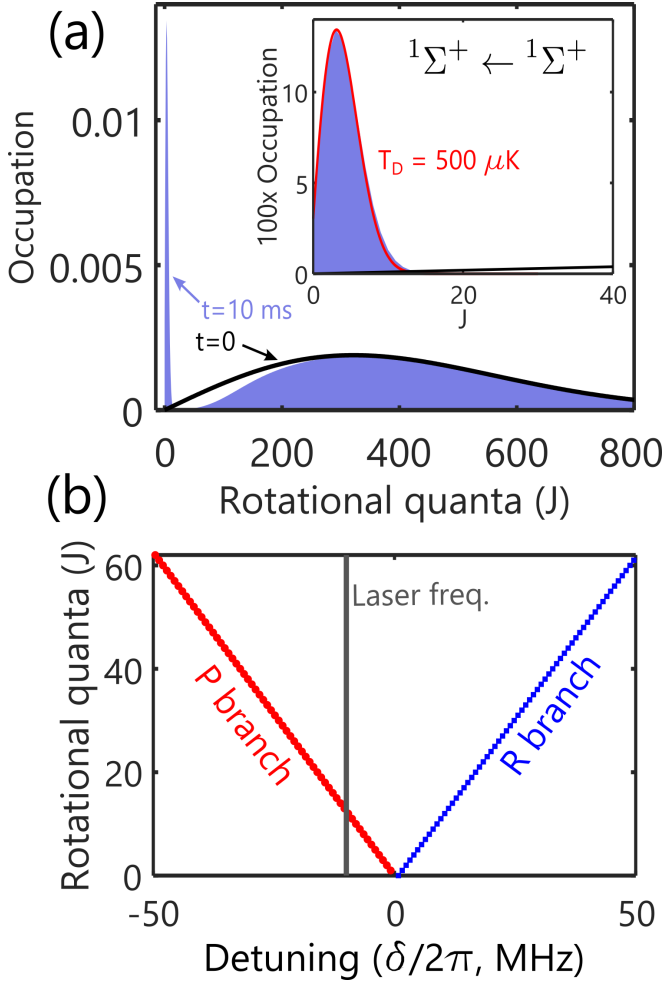 (a)
Occupation
0.01
0.005
0
t=10 ms
t=0
0
200
400
600
800
Rotational quanta (J)
100x Occupation
10
5
0
¹Σ⁺ ← ¹Σ⁺
T_D = 500 μK
0
20
40
J
(b)
Rotational quanta (J)
60
40
20
0
Laser freq.
P branch
R branch
-50
0
50
Detuning (δ/2π, MHz)